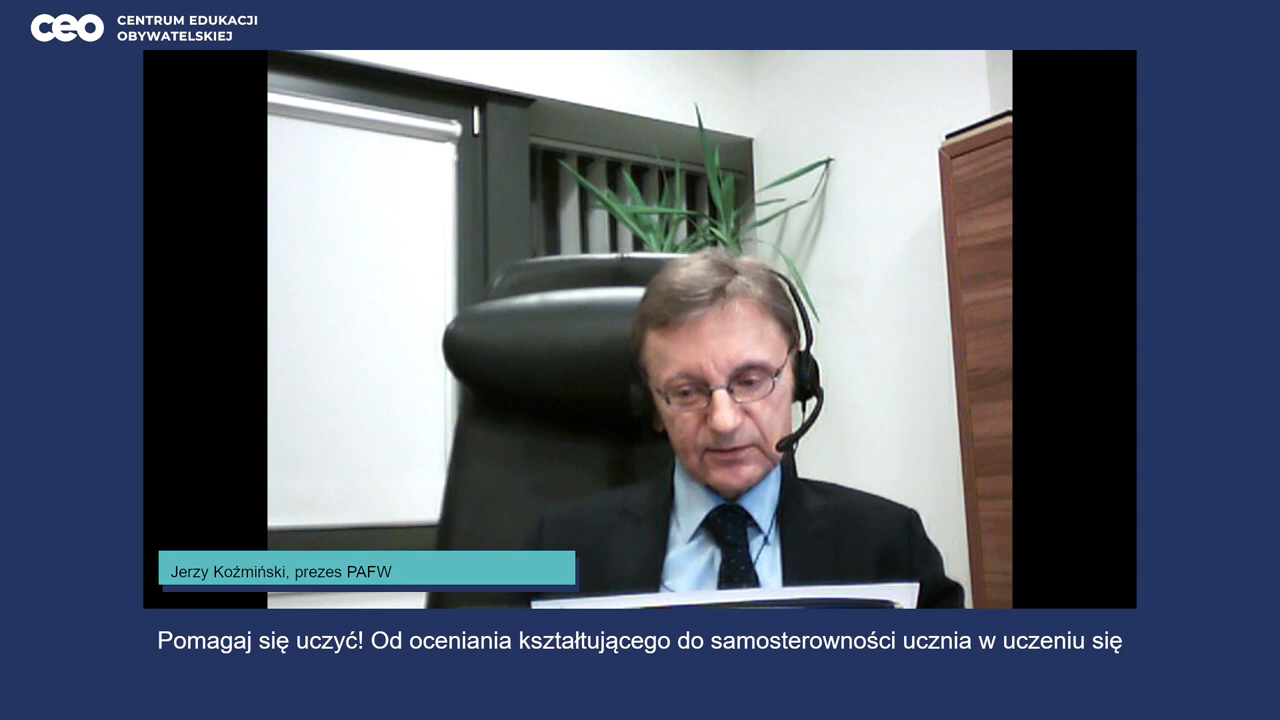 ceo
CENTRUM EDUKACJI
OBYWATELSKIEJ
Jerzy Koźmiński, prezes PAFW
Pomagaj się uczyć! Od oceniania kształtującego do samosterowności ucznia w uczeniu się